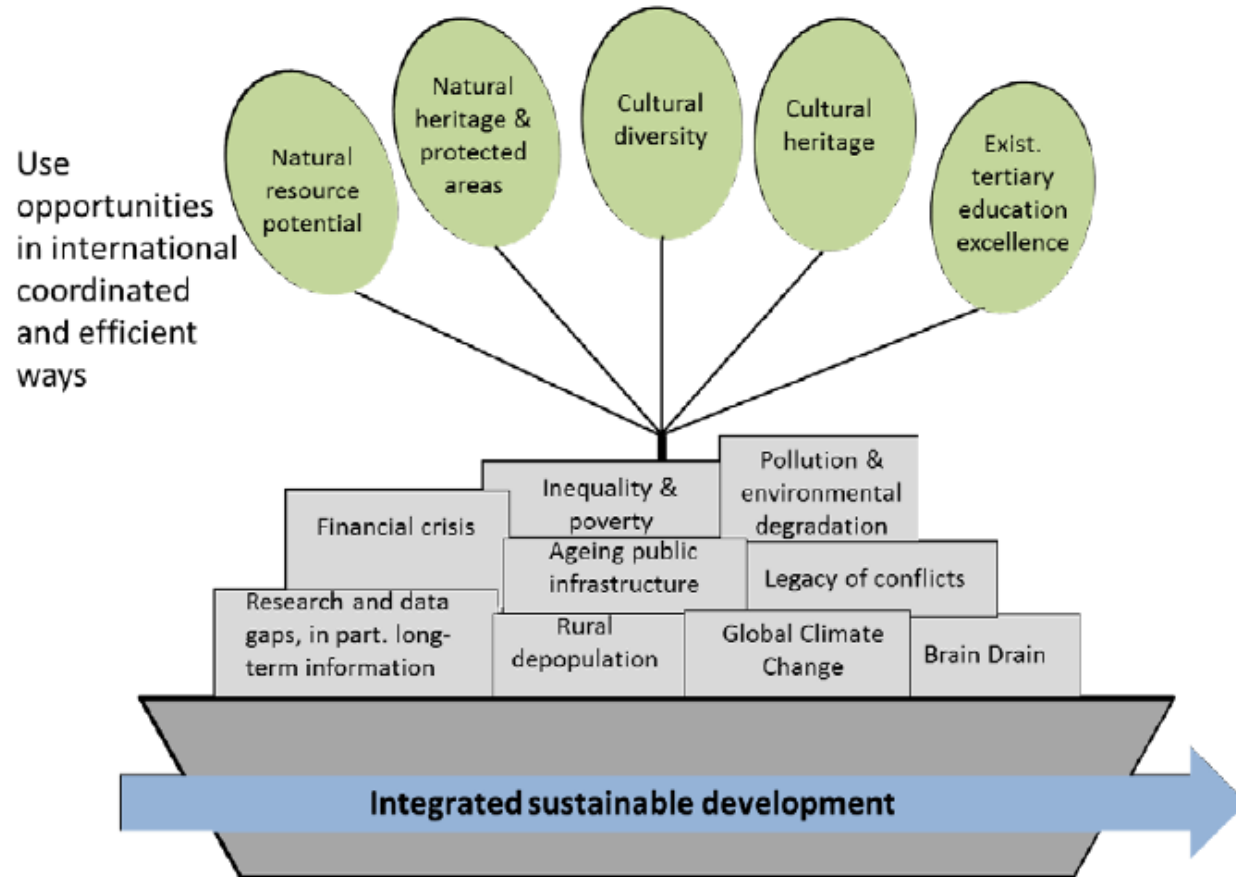 Use
opportunities
in international
coordinated
and efficient
ways
Natural
resource
potential
Natural
heritage &
protected
areas
Cultural
diversity
Cultural
heritage
Exist.
tertiary
education
excellence
Inequality &
poverty
Pollution &
environmental
degradation
Financial crisis
Ageing public
infrastructure
Legacy of conflicts
Research and data
gaps, in part. long-
term information
Rural
depopulation
Global Climate
Change
Brain Drain
Integrated sustainable development